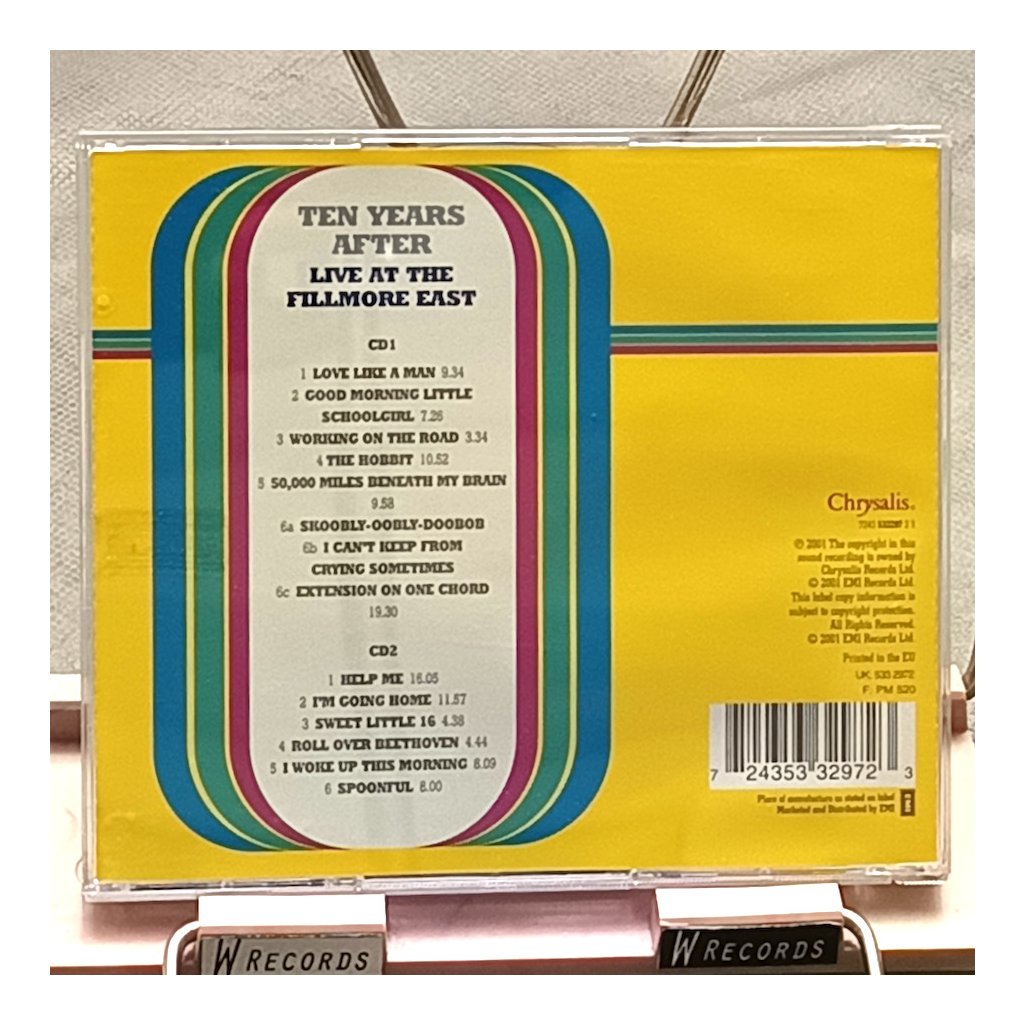 TEN YEARS
AFTER
LIVE AT THE
FILLMORE EAST
CD1
1 LOVE LIKE A MAN 9.34
2 GOOD MORNING LITTLE
SCHOOLGIRL 7.26
3 WORKING ON THE ROAD 3.34
4 THE HOBBIT 10.52
5 50,000 MILES BENEATH MY BRAIN
9.58
6a SKOOBLY-OOBLY-DOOBOB
6b I CAN'T KEEP FROM
CRYING SOMETIMES
6c EXTENSION ON ONE CHORD
19.30
CD2
1 HELP ME 16.05
2 I'M GOING HOME 11.57
3 SWEET LITTLE 16 4.38
4 ROLL OVER BEETHOVEN 4.44
5 I WOKE UP THIS MORNING 8.09
6 SPOONFUL 8.00
Chrysalis
7243 532297 2 3
℗ 2001 The copyright in this
sound recording is owned by
Chrysalis Records Ltd.
© 2001 EMI Records Ltd.
This label copy information is
subject to copyright protection.
All Rights Reserved.
© 2001 EMI Records Ltd.
Printed in the EU
UK: 533 2972
F: PM 520
7 24353 32972 3
Place of manufacture as stated on label
Marketed and Distributed by EMI
W RECORDS
W RECORDS